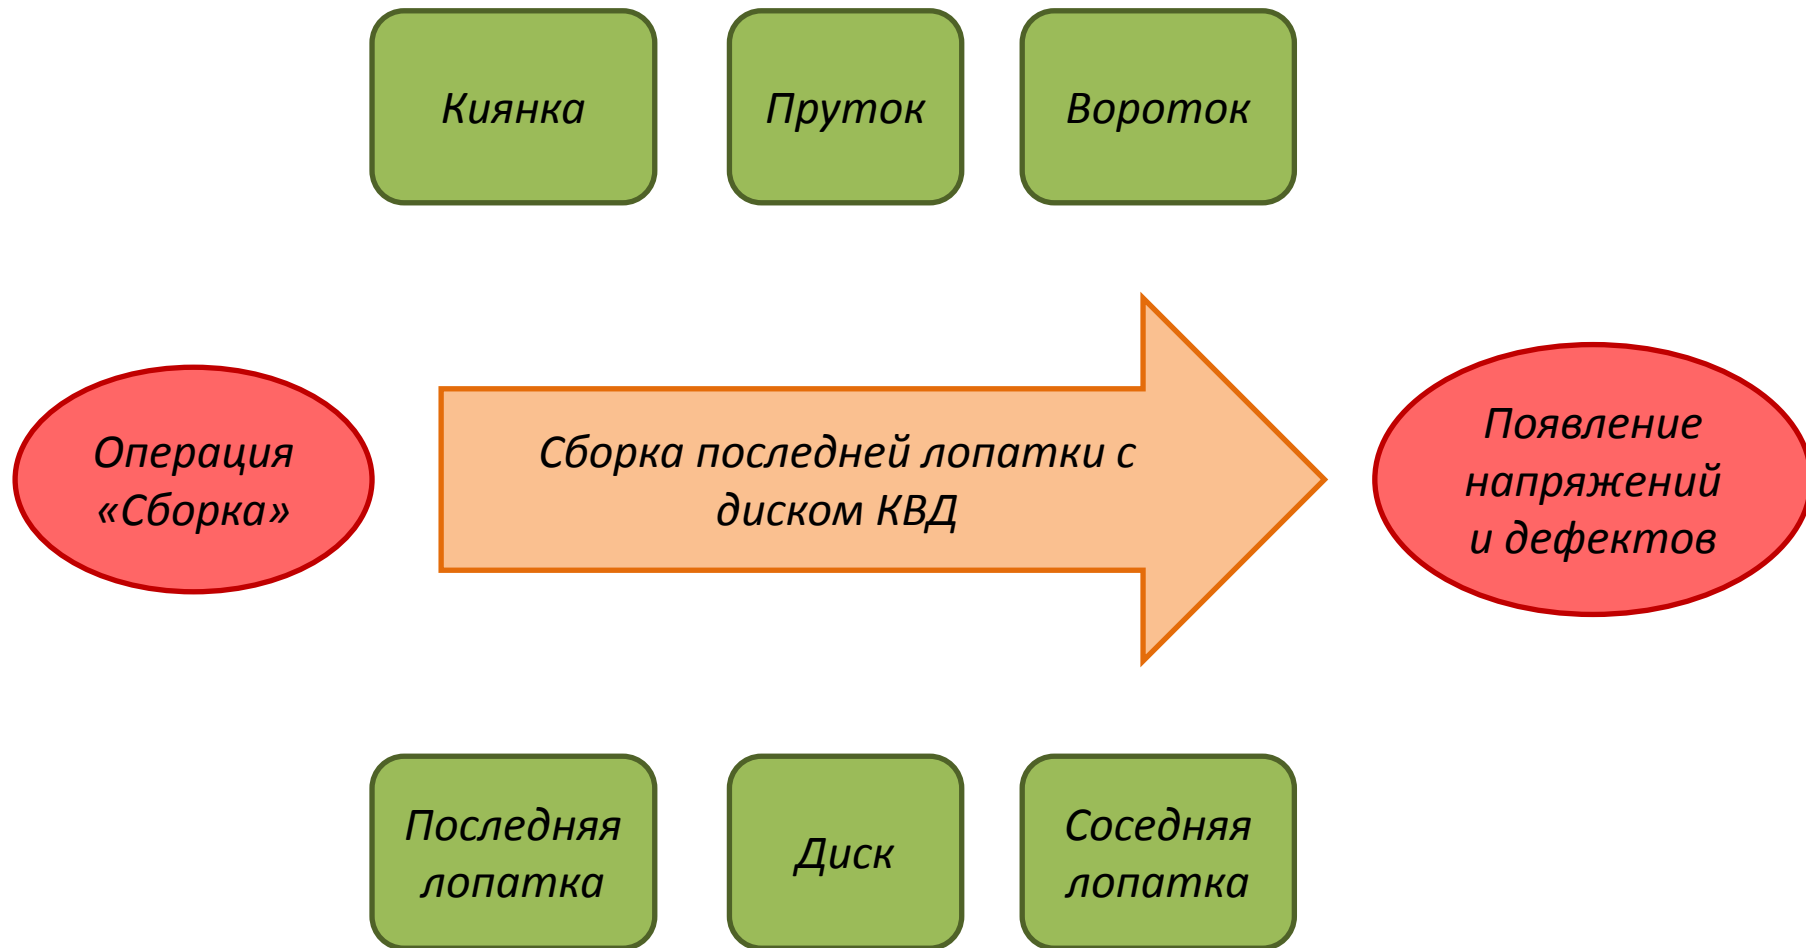 Киянка
Пруток
Вороток
Операция
«Сборка»
Сборка последней лопатки с
диском КВД
Появление
напряжений
и дефектов
Последняя
лопатка
Диск
Соседняя
лопатка